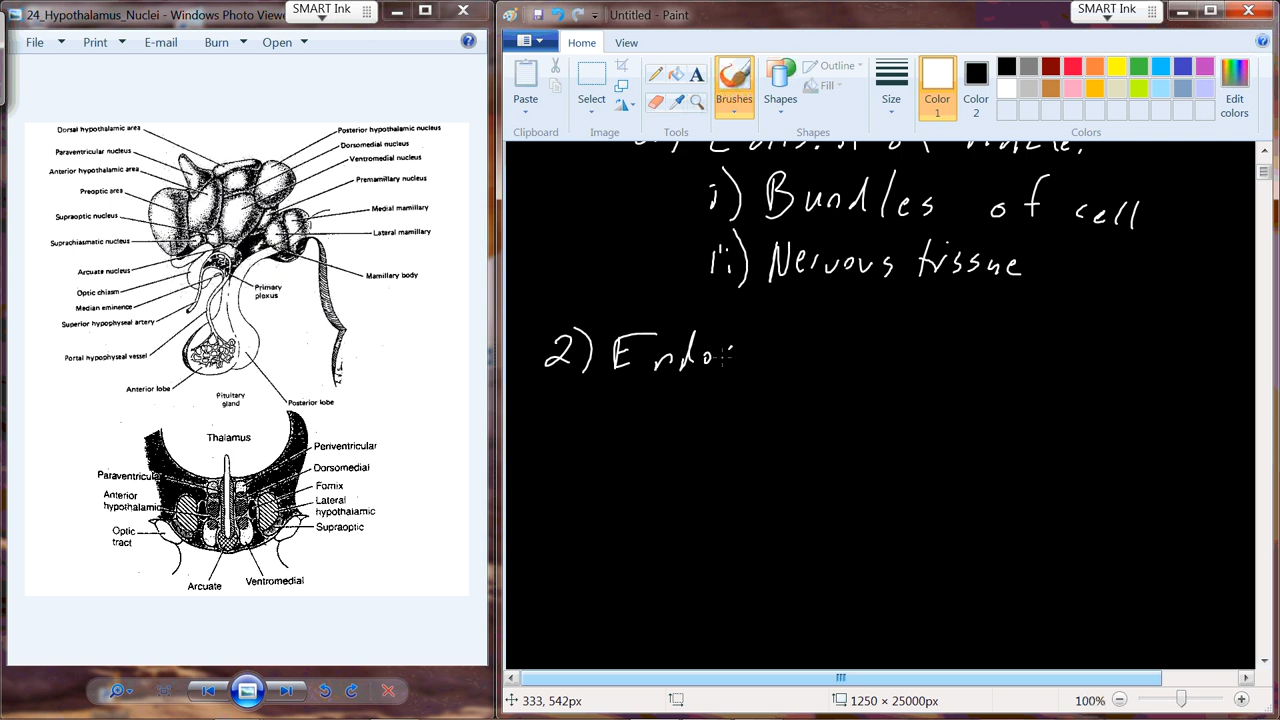 24_Hypothalamus_Nuclei - Windows Photo Viewer
SMART Ink
File
Print
E-mail
Burn
Open
Dorsal hypothalamic area
Posterior hypothalamic nucleus
Dorsomedial nucleus
Paraventricular nucleus
Ventromedial nucleus
Anterior hypothalamic area
Premamillary nucleus
Preoptic area
Medial mamillary
Supraoptic nucleus
Lateral mamillary
Suprachiasmatic nucleus
Arcuate nucleus
Mamillary body
Optic chiasm
Primary
plexus
Median eminence
Superior hypophyseal artery
Portal hypophyseal vessel
Anterior lobe
Pituitary
gland
Posterior lobe
Thalamus
Periventricular
Paraventricular
Dorsomedial
Fornix
Anterior
hypothalamic
Lateral
hypothalamic
Optic
tract
Supraoptic
Arcuate
Ventromedial
Untitled - Paint
SMART Ink
Home
View
Paste
Clipboard
Select
Image
Tools
Brushes
Shapes
Outline
Fill
Shapes
Size
Color
1
Color
2
Edit
colors
Colors
i) Bundles of cell
ii) Nervous tissue
2) Endo
333, 542px
1250 × 25000px
100%